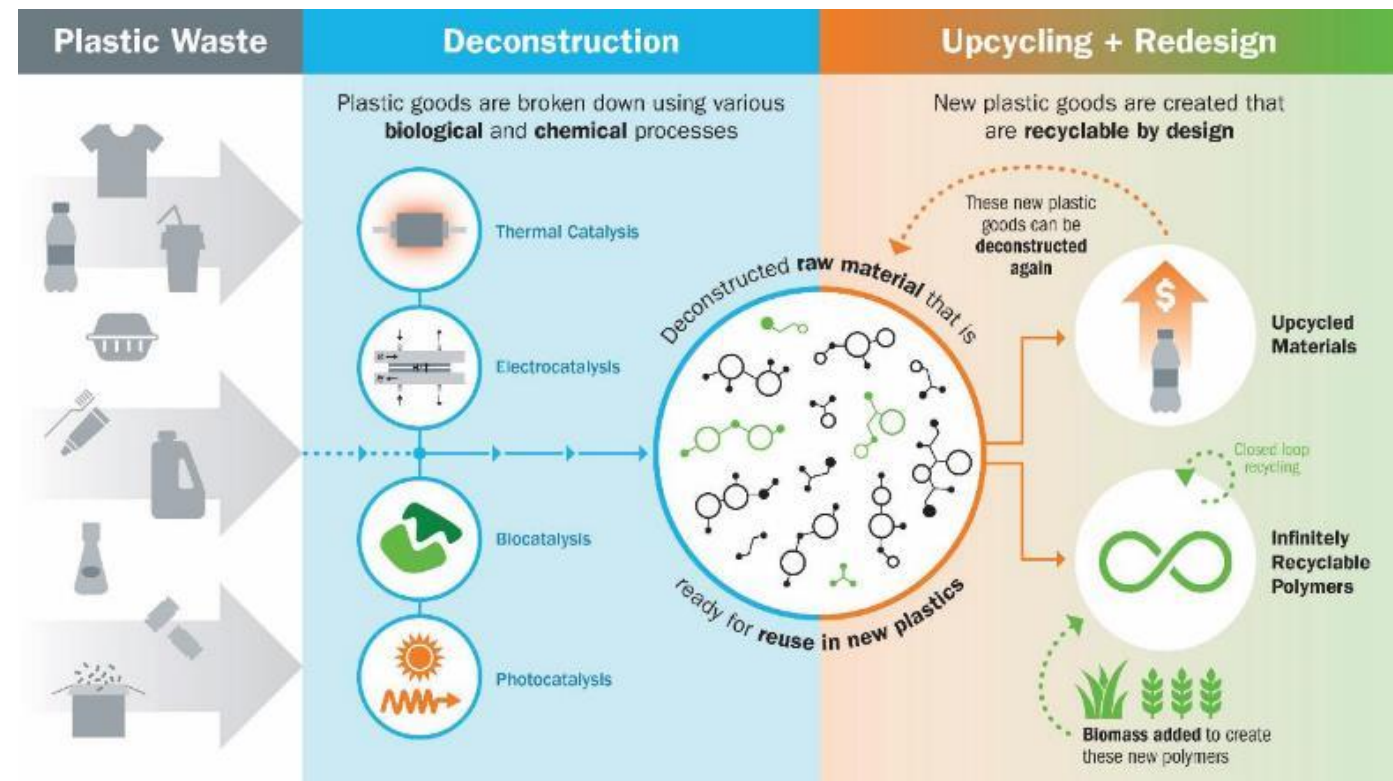 Plastic Waste
Deconstruction
Upcycling + Redesign
Plastic goods are broken down using various
biological and chemical processes
New plastic goods are created that
are recyclable by design
Thermal Catalysis
Electrocatalysis
Biocatalysis
Photocatalysis
Deconstructed raw material that is
ready for reuse in new plastics
These new plastic
goods can be
deconstructed
again
$
Upcycled
Materials
Closed loop
recycling
Infinitely
Recyclable
Polymers
Biomass added to create
these new polymers